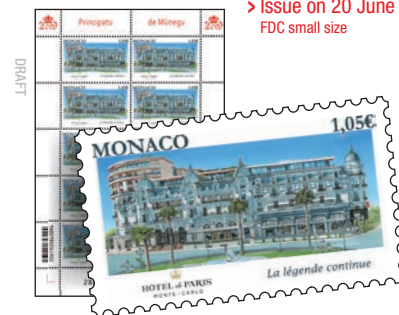 > Issue on 20 June
FDC small size
DRAFT
Principatu de Múnegu
MONACO
1,05€
HÔTEL de PARIS
MONTE-CARLO
La légende continue